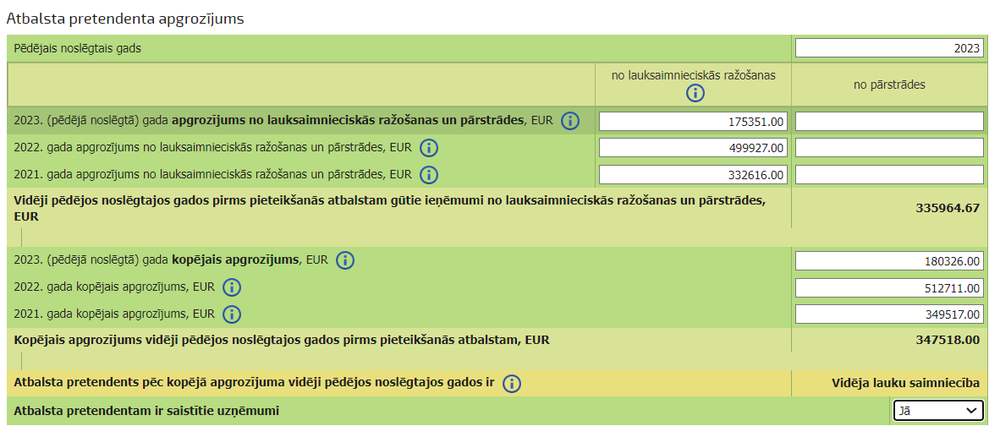 Atbalsta pretendenta apgrozījums
Pēdējais noslēgtais gads 2023
no lauksaimnieciskās ražošanas no pārstrādes
2023. (pēdējā noslēgtā) gada apgrozījums no lauksaimnieciskās ražošanas un pārstrādes, EUR 175351.00
2022. gada apgrozījums no lauksaimnieciskās ražošanas un pārstrādes, EUR 499927.00
2021. gada apgrozījums no lauksaimnieciskās ražošanas un pārstrādes, EUR 332616.00
Vidēji pēdējos noslēgtajos gados pirms pieteikšanās atbalstam gūtie ieņēmumi no lauksaimnieciskās ražošanas un pārstrādes,
EUR 335964.67
2023. (pēdējā noslēgtā) gada kopējais apgrozījums, EUR 180326.00
2022. gada kopējais apgrozījums, EUR 512711.00
2021. gada kopējais apgrozījums, EUR 349517.00
Kopējais apgrozījums vidēji pēdējos noslēgtajos gados pirms pieteikšanās atbalstam, EUR 347518.00
Atbalsta pretendents pēc kopējā apgrozījuma vidēji pēdējos noslēgtajos gados ir Vidēja lauku saimniecība
Atbalsta pretendentam ir saistītie uzņēmumi Jā